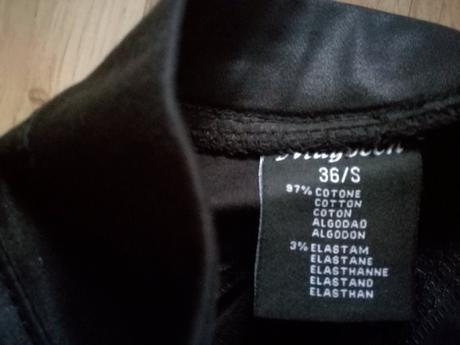 36/S
97% COTONE
COTTON
COTON
ALGODAO
ALGODON
3% ELASTAM
ELASTANE
ELASTHANNE
ELASTAND
ELASTHAN